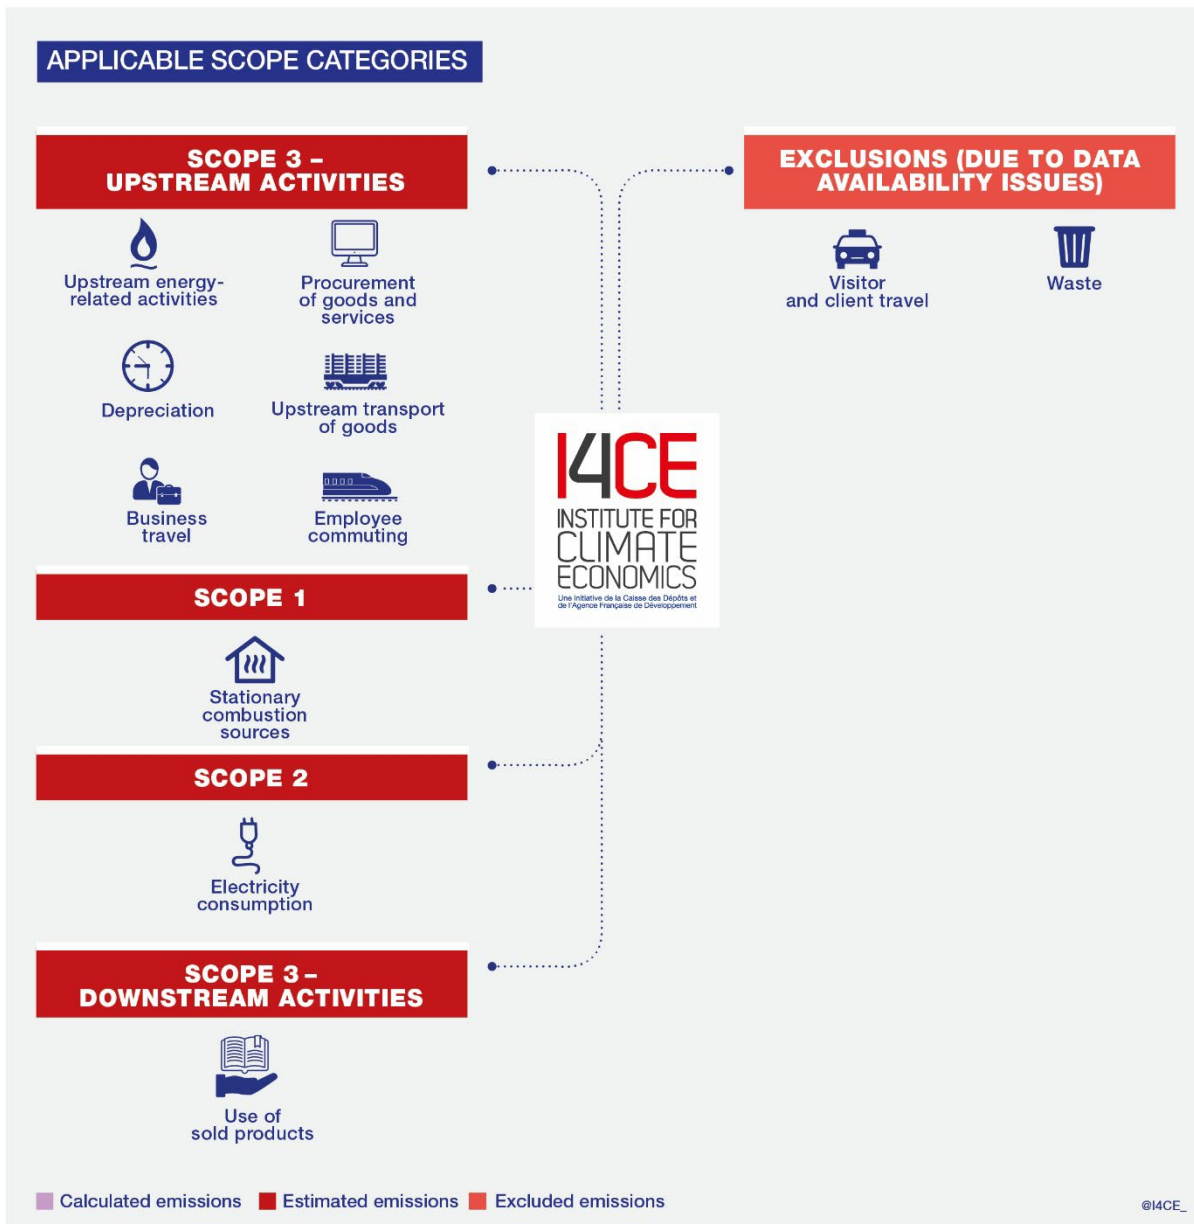 APPLICABLE SCOPE CATEGORIES
SCOPE 3 –
UPSTREAM ACTIVITIES
Upstream energy-
related activities
Procurement
of goods and
services
Depreciation
Upstream transport
of goods
Business
travel
Employee
commuting
SCOPE 1
Stationary
combustion
sources
SCOPE 2
Electricity
consumption
SCOPE 3 –
DOWNSTREAM ACTIVITIES
Use of
sold products
EXCLUSIONS (DUE TO DATA
AVAILABILITY ISSUES)
Visitor
and client travel
Waste
I4CE
INSTITUTE FOR
CLIMATE
ECONOMICS
Une initiative de la Caisse des Dépôts et
de l'Agence Française de Développement
Calculated emissions
Estimated emissions
Excluded emissions
@I4CE_